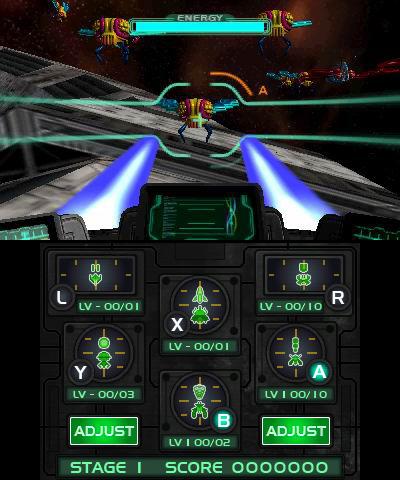 ENERGY
A
L
LV - 00/01
LV - 00/10
R
X
LV - 00/01
Y
LV - 00/03
A
LV 1 00/10
B
LV 1 00/02
ADJUST
ADJUST
STAGE 1 SCORE 0000000